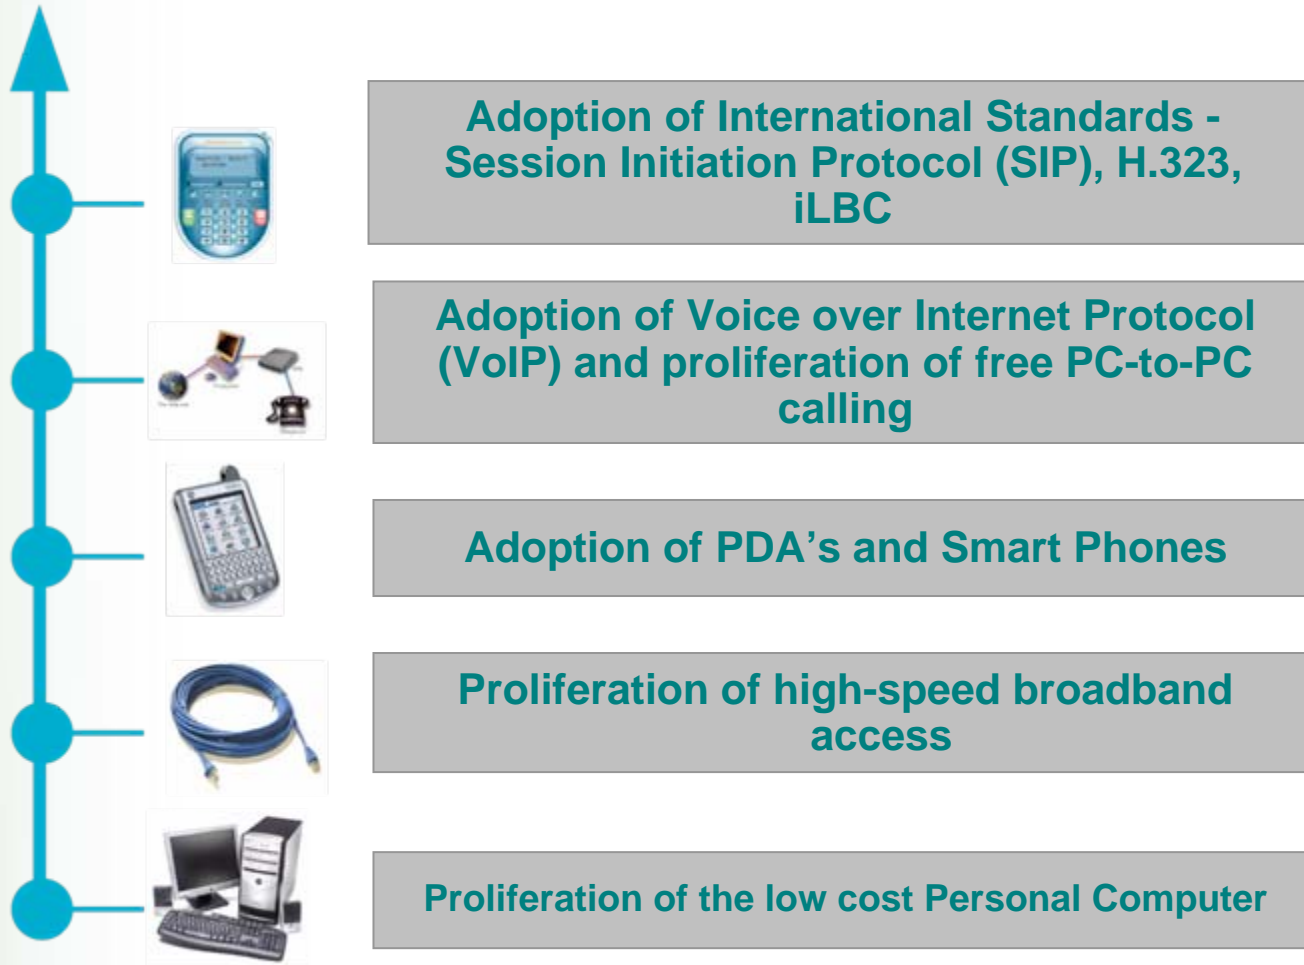 Adoption of International Standards -
Session Initiation Protocol (SIP), H.323,
iLBC
Adoption of Voice over Internet Protocol
(VoIP) and proliferation of free PC-to-PC
calling
Adoption of PDA’s and Smart Phones
Proliferation of high-speed broadband
access
Proliferation of the low cost Personal Computer